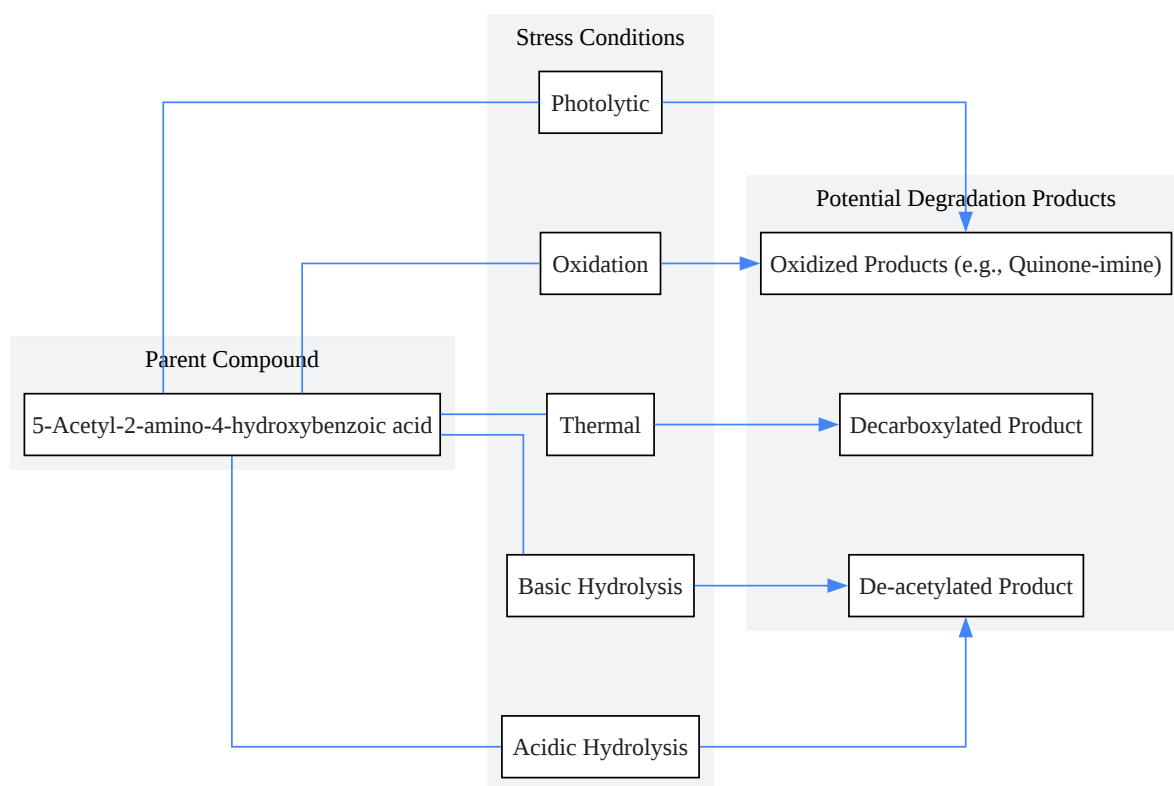 Stress Conditions
Photolytic
Potential Degradation Products
Oxidation
Oxidized Products (e.g., Quinone-imine)
Parent Compound
5-Acetyl-2-amino-4-hydroxybenzoic acid
Thermal
Decarboxylated Product
Basic Hydrolysis
De-acetylated Product
Acidic Hydrolysis